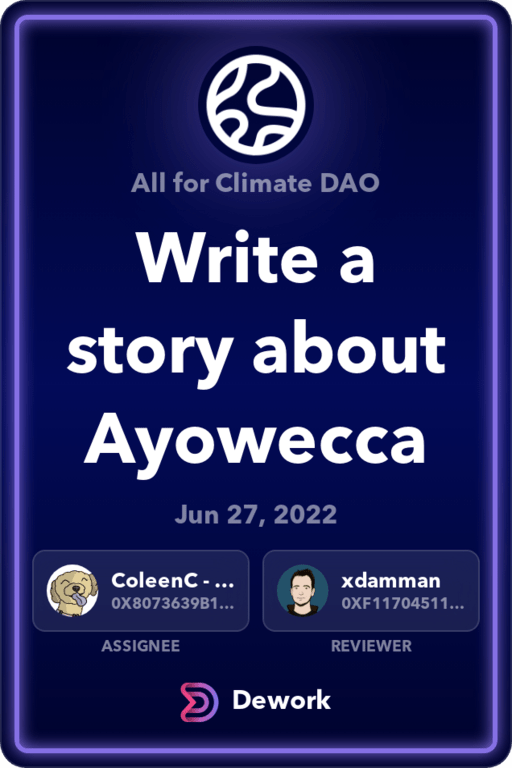 All for Climate DAO
Write a
story about
Ayowecca
Jun 27, 2022
ColeenC - ...
0X8073639B1...
ASSIGNEE
xdamman
0XF11704511...
REVIEWER
Dework